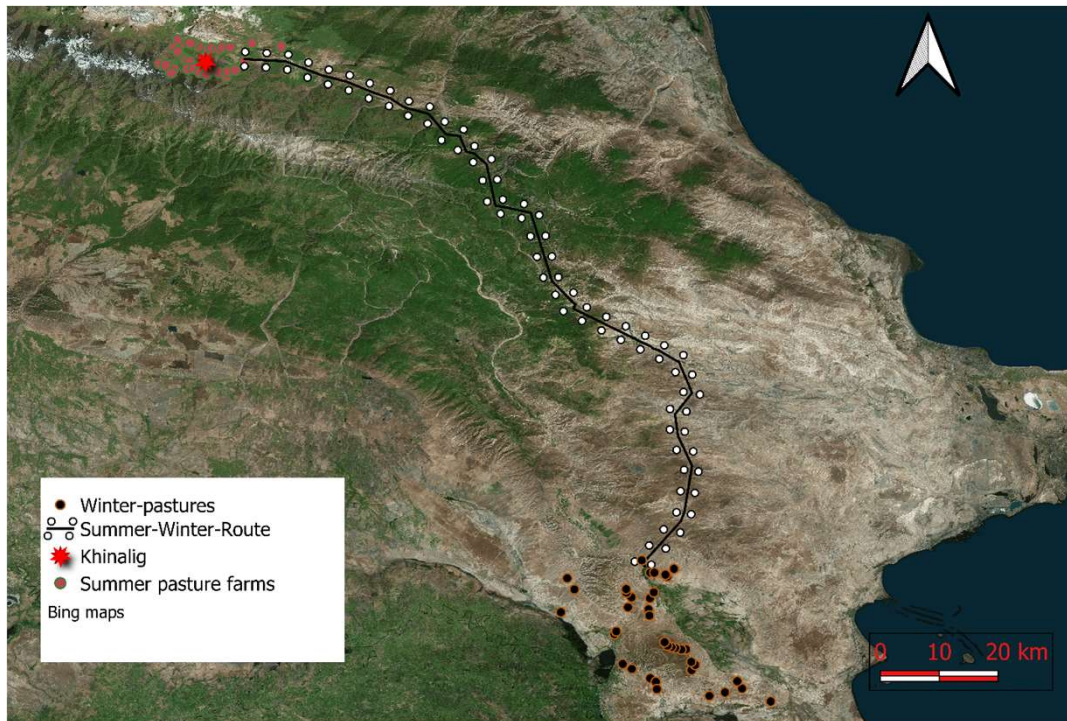 Winter-pastures
Summer-Winter-Route
Khinalig
Summer pasture farms
Bing maps
0 10 20 km